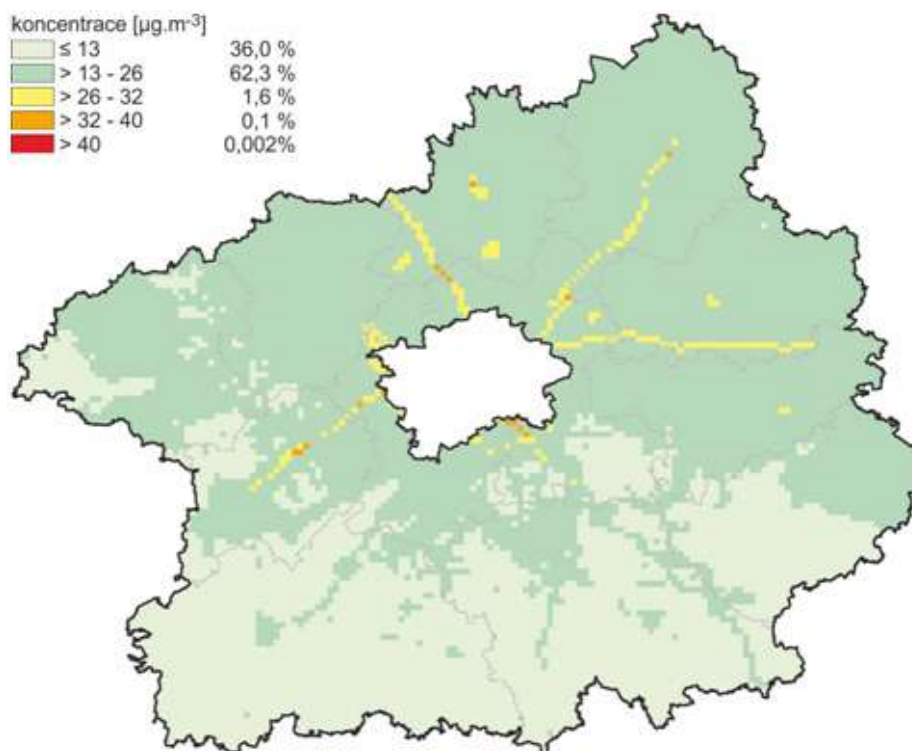 koncentrace [µg.m-3]
≤ 13 36,0 %
> 13 - 26 62,3 %
> 26 - 32 1,6 %
> 32 - 40 0,1 %
> 40 0,002%